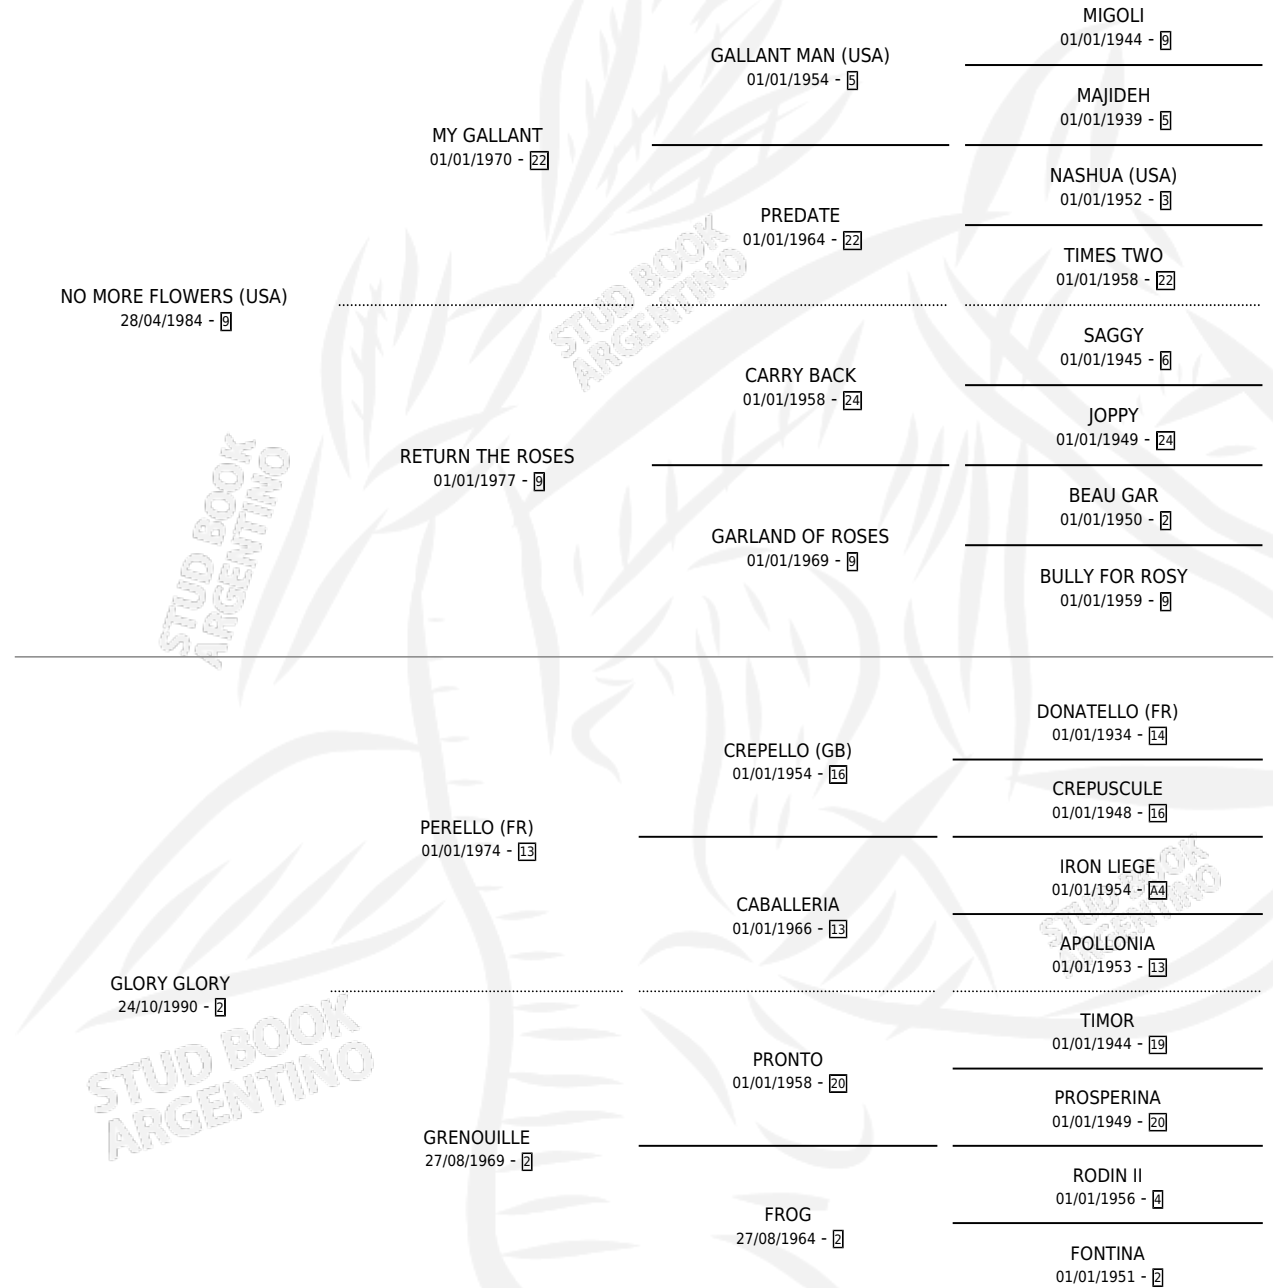 MIGOLI
01/01/1944 - 9
GALLANT MAN (USA)
01/01/1954 - 5
MAJIDEH
01/01/1939 - 5
MY GALLANT
01/01/1970 - 22
NASHUA (USA)
01/01/1952 - 3
PREDATE
01/01/1964 - 22
TIMES TWO
01/01/1958 - 22
NO MORE FLOWERS (USA)
28/04/1984 - 9
STUD BOOK
ARGENTINO
SAGGY
01/01/1945 - 6
CARRY BACK
01/01/1958 - 24
JOPPY
01/01/1949 - 24
RETURN THE ROSES
01/01/1977 - 9
BEAU GAR
01/01/1950 - 2
GARLAND OF ROSES
01/01/1969 - 9
BULLY FOR ROSY
01/01/1959 - 9
STUD BOOK
ARGENTINO
DONATELLO (FR)
01/01/1934 - 14
CREPELLO (GB)
01/01/1954 - 16
CREPUSCULE
01/01/1948 - 16
PERELLO (FR)
01/01/1974 - 13
IRON LIEGE
01/01/1954 - A4
CABALLERIA
01/01/1966 - 13
STUD BOOK
ARGENTINO
APOLLONIA
01/01/1953 - 13
GLORY GLORY
24/10/1990 - 2
TIMOR
01/01/1944 - 19
PRONTO
01/01/1958 - 20
STUD BOOK
ARGENTINO
PROSPERINA
01/01/1949 - 20
GRENOUILLE
27/08/1969 - 2
RODIN II
01/01/1956 - 4
FROG
27/08/1964 - 2
FONTINA
01/01/1951 - 2